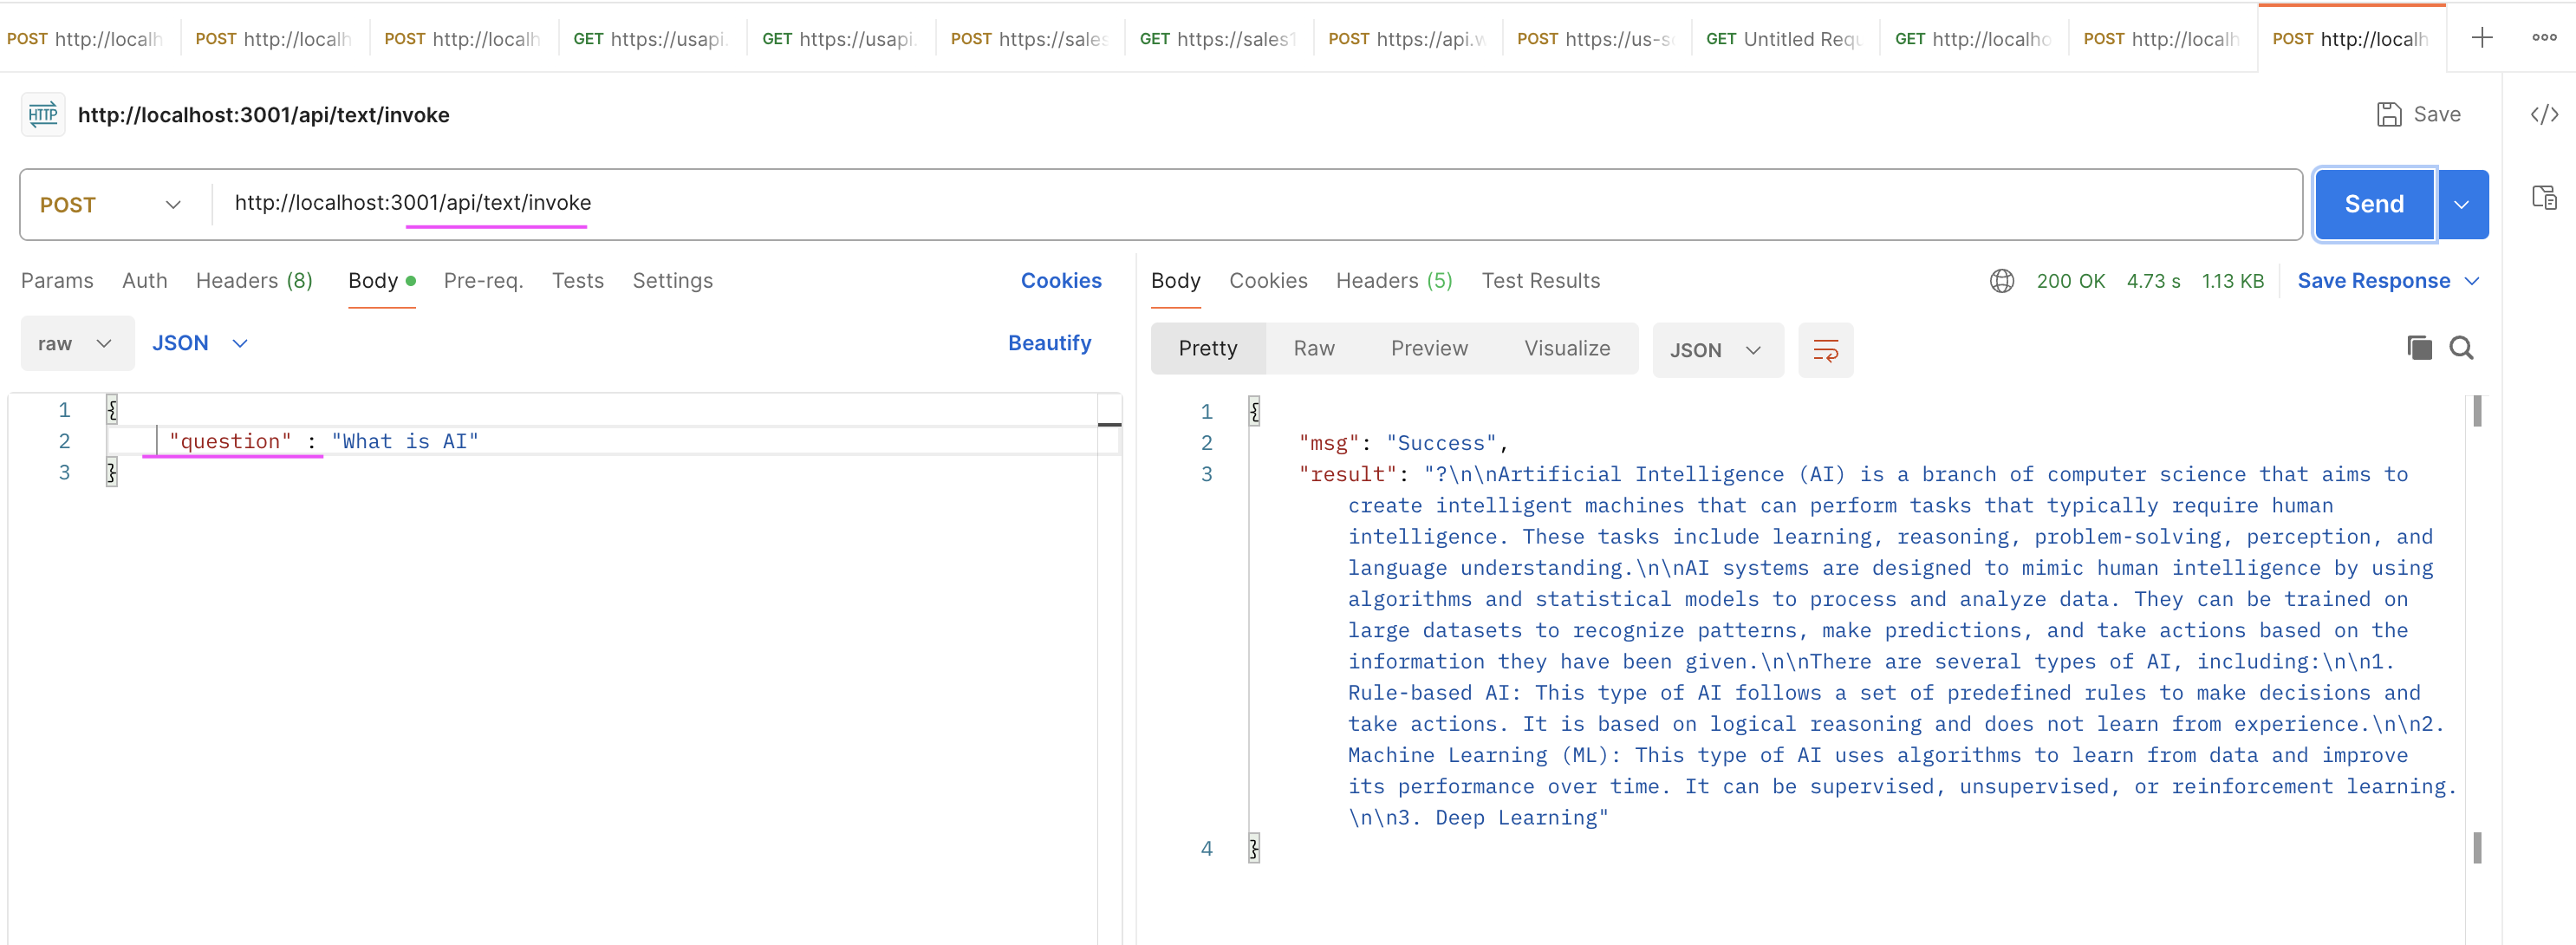 POST http://localh
POST http://localh
POST http://localh
GET https://usapi.
GET https://usapi.
POST https://sales
GET https://sales1
POST https://api.w
POST https://us-s
GET Untitled Requ
GET http://localho
POST http://localh
POST http://localh
HTTP http://localhost:3001/api/text/invoke
Save
</>
POST http://localhost:3001/api/text/invoke
Send
Params Auth Headers (8) Body Pre-req. Tests Settings Cookies
raw JSON Beautify
1 {
2 "question" : "What is AI"
3 }
Body Cookies Headers (5) Test Results 200 OK 4.73 s 1.13 KB Save Response
Pretty Raw Preview Visualize JSON
1 {
2 "msg": "Success",
3 "result": "?\n\nArtificial Intelligence (AI) is a branch of computer science that aims to
create intelligent machines that can perform tasks that typically require human
intelligence. These tasks include learning, reasoning, problem-solving, perception, and
language understanding.\n\nAI systems are designed to mimic human intelligence by using
algorithms and statistical models to process and analyze data. They can be trained on
large datasets to recognize patterns, make predictions, and take actions based on the
information they have been given.\n\nThere are several types of AI, including:\n\n1.
Rule-based AI: This type of AI follows a set of predefined rules to make decisions and
take actions. It is based on logical reasoning and does not learn from experience.\n\n2.
Machine Learning (ML): This type of AI uses algorithms to learn from data and improve
its performance over time. It can be supervised, unsupervised, or reinforcement learning.
\n\n3. Deep Learning"
4 }